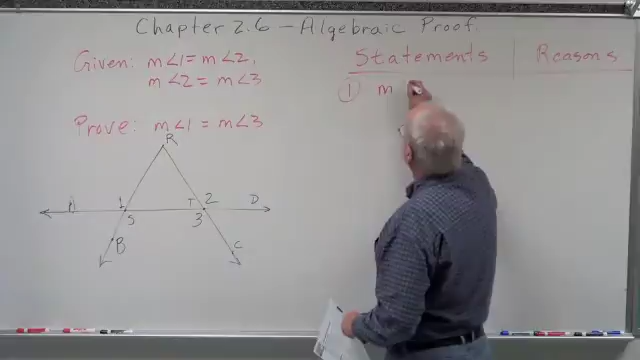 Chapter 2.6 – Algebraic Proof.
Given: m∠1 = m∠2,
m∠2 = m∠3
Prove: m∠1 = m∠3
Statements
Reasons
① m
R
A
1
S
T
2
3
D
B
C